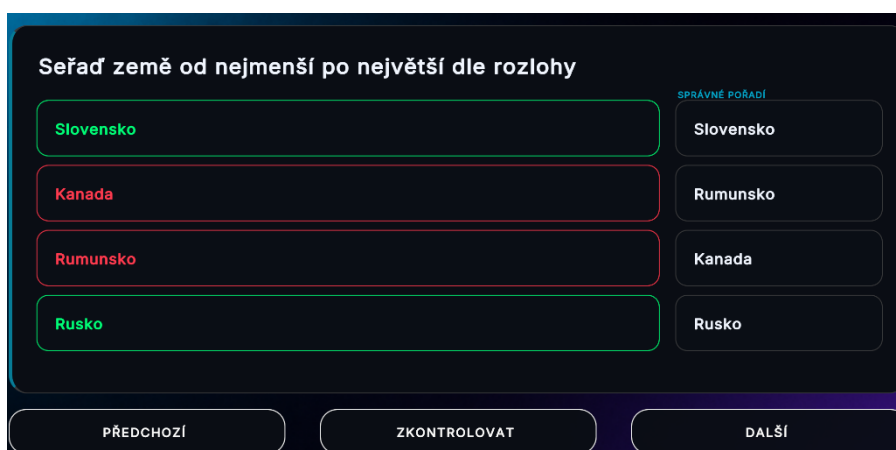 Seřaď země od nejmenší po největší dle rozlohy
SPRÁVNÉ POŘADÍ
Slovensko
Slovensko
Kanada
Rumunsko
Rumunsko
Kanada
Rusko
Rusko
PŘEDCHOZÍ
ZKONTROLOVAT
DALŠÍ